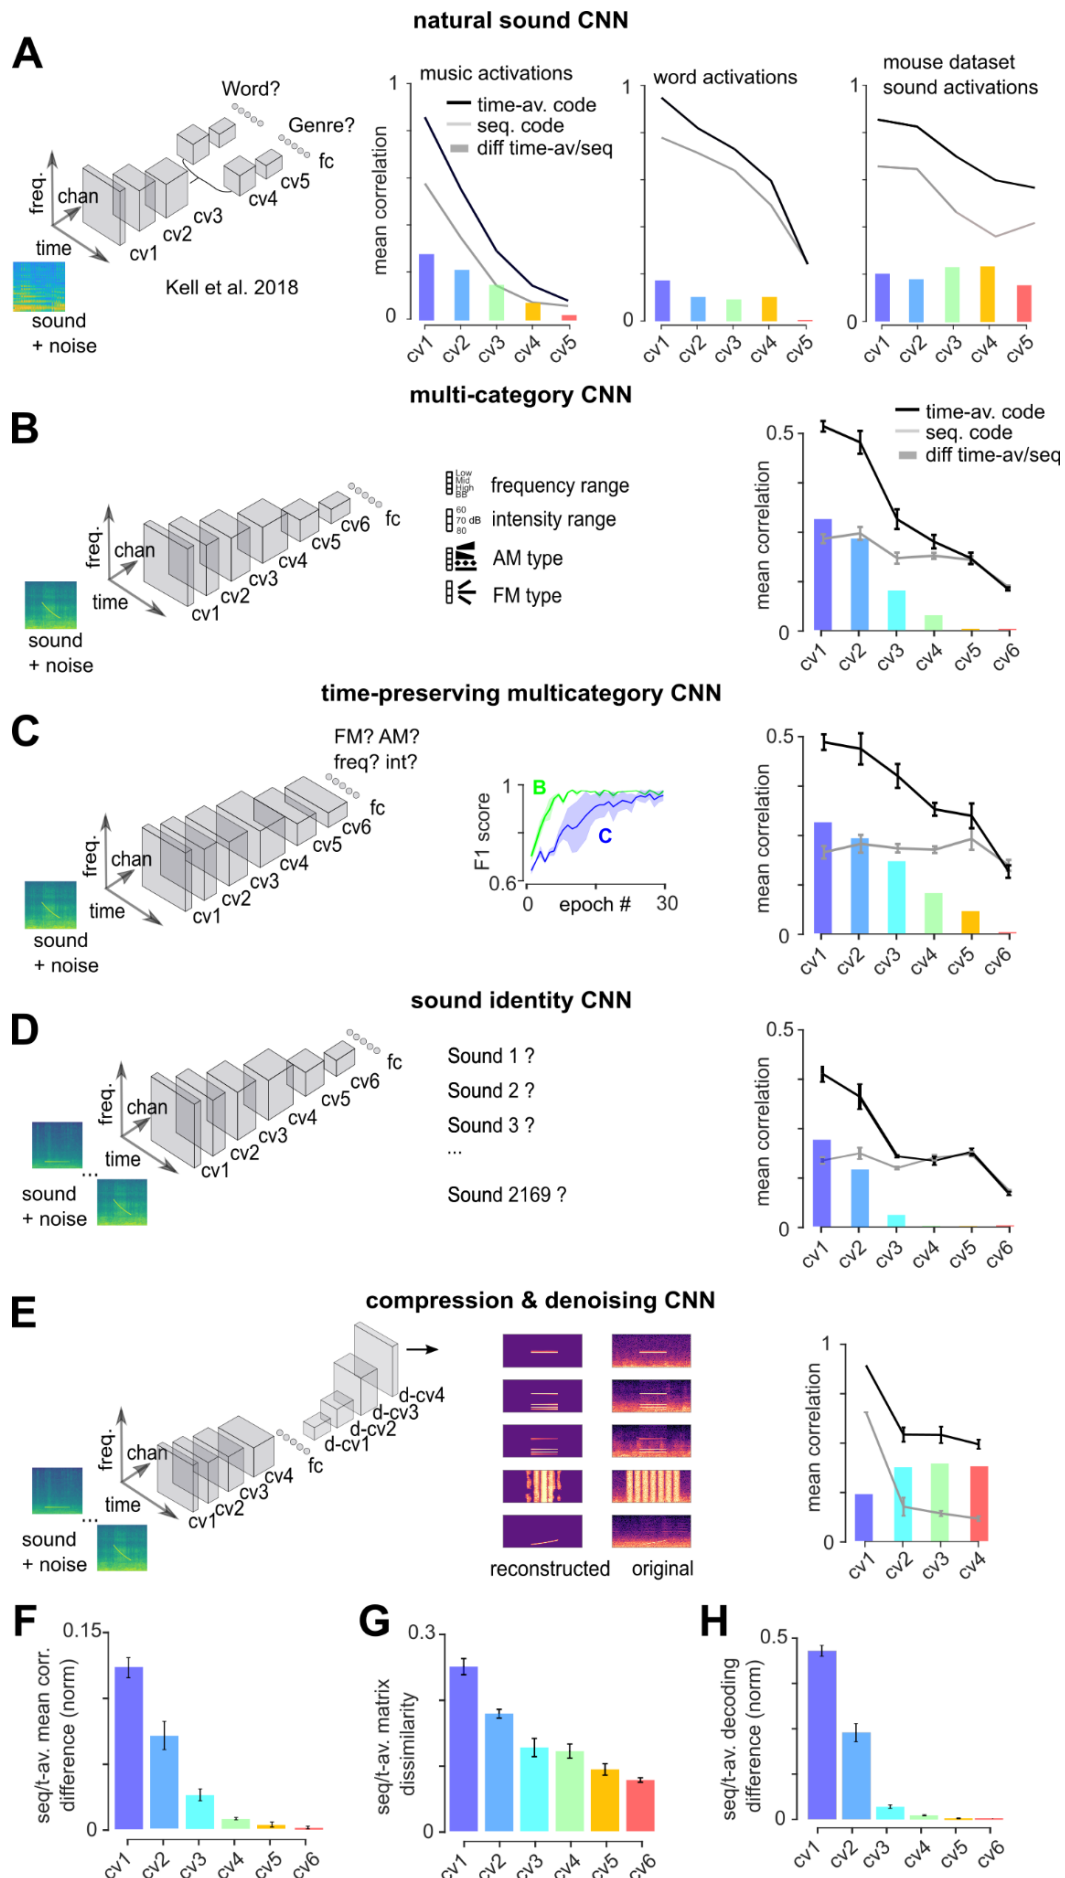 natural sound CNN
A
Word?
Genre?
fc
cv5
cv4
cv3
cv2
cv1
freq.
chan
time
sound
+ noise
Kell et al. 2018
music activations
time-av. code
seq. code
diff time-av/seq
mean correlation
1
0
cv1
cv2
cv3
cv4
cv5
word activations
1
0
cv1
cv2
cv3
cv4
cv5
mouse dataset
sound activations
1
0
cv1
cv2
cv3
cv4
cv5
multi-category CNN
B
freq.
chan
time
sound
+ noise
cv1
cv2
cv3
cv4
cv5
cv6
fc
Low
Mid
High
BB
frequency range
60
70 dB
80
intensity range
AM type
FM type
time-av. code
seq. code
diff time-av/seq
mean correlation
0.5
0
cv1
cv2
cv3
cv4
cv5
cv6
time-preserving multicategory CNN
C
FM? AM?
freq? int?
fc
freq.
chan
time
sound
+ noise
cv1
cv2
cv3
cv4
cv5
cv6
F1 score
1
0.6
B
C
0
30
epoch #
mean correlation
0.5
0
cv1
cv2
cv3
cv4
cv5
cv6
sound identity CNN
D
freq.
chan
time
...
sound
+ noise
cv1
cv2
cv3
cv4
cv5
cv6
fc
Sound 1 ?
Sound 2 ?
Sound 3 ?
...
Sound 2169 ?
mean correlation
0.5
0
cv1
cv2
cv3
cv4
cv5
cv6
compression & denoising CNN
E
freq.
chan
time
...
sound
+ noise
cv1
cv2
cv3
cv4
fc
d-cv1
d-cv2
d-cv3
d-cv4
reconstructed
original
mean correlation
1
0
cv1
cv2
cv3
cv4
F
seq/t-av. mean corr.
difference (norm)
0.15
0
cv1
cv2
cv3
cv4
cv5
cv6
G
seq/t-av. matrix
dissimilarity
0.3
0
cv1
cv2
cv3
cv4
cv5
cv6
H
seq/t-av. decoding
difference (norm)
0.5
0
cv1
cv2
cv3
cv4
cv5
cv6